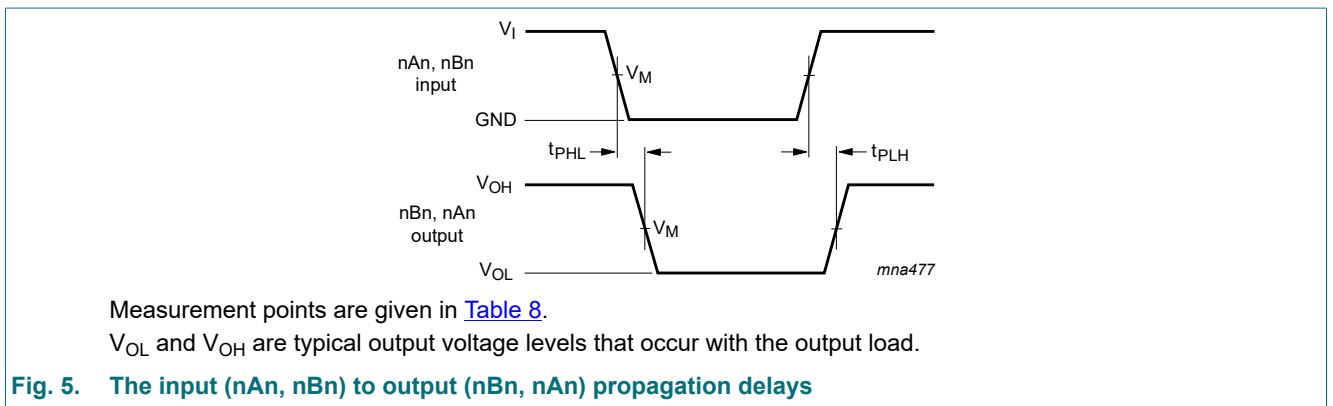 VI
nAn, nBn
input
VM
GND
tPHL
tPLH
VOH
nBn, nAn
output
VM
VOL
mna477
Measurement points are given in Table 8.
VOL and VOH are typical output voltage levels that occur with the output load.
Fig. 5. The input (nAn, nBn) to output (nBn, nAn) propagation delays